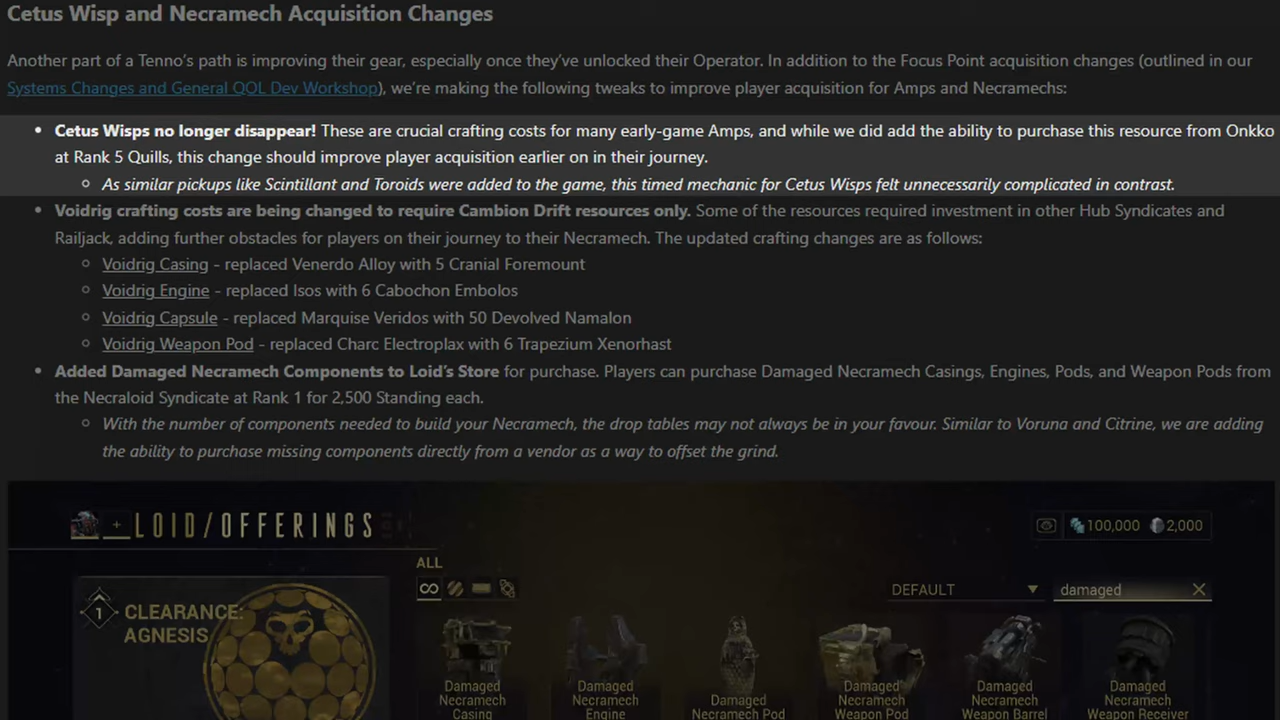 Cetus Wisp and Necramech Acquisition Changes
Another part of a Tenno's path is improving their gear, especially once they've unlocked their Operator. In addition to the Focus Point acquisition changes (outlined in our
Systems Changes and General QOL Dev Workshop), we're making the following tweaks to improve player acquisition for Amps and Necramechs:
Cetus Wisps no longer disappear! These are crucial crafting costs for many early-game Amps, and while we did add the ability to purchase this resource from Onkko
at Rank 5 Quills, this change should improve player acquisition earlier on in their journey.
As similar pickups like Scintillant and Toroids were added to the game, this timed mechanic for Cetus Wisps felt unnecessarily complicated in contrast.
Voidrig crafting costs are being changed to require Cambion Drift resources only. Some of the resources required investment in other Hub Syndicates and
Railjack, adding further obstacles for players on their journey to their Necramech. The updated crafting changes are as follows:
Voidrig Casing - replaced Venerdo Alloy with 5 Cranial Foremount
Voidrig Engine - replaced Isos with 6 Cabochon Embolos
Voidrig Capsule - replaced Marquise Veridos with 50 Devolved Namalon
Voidrig Weapon Pod - replaced Charc Electroplax with 6 Trapezium Xenorhast
Added Damaged Necramech Components to Loid's Store for purchase. Players can purchase Damaged Necramech Casings, Engines, Pods, and Weapon Pods from
the Necraloid Syndicate at Rank 1 for 2,500 Standing each.
With the number of components needed to build your Necramech, the drop tables may not always be in your favour. Similar to Voruna and Citrine, we are adding
the ability to purchase missing components directly from a vendor as a way to offset the grind.
+ LOID/OFFERINGS
100,000 2,000
ALL
DEFAULT
damaged
1
CLEARANCE:
AGNESIS
Damaged Necramech Casing
Damaged Necramech Engine
Damaged Necramech Pod
Damaged Necramech Weapon Pod
Damaged Necramech Weapon Barrel
Damaged Necramech Weapon Receiver